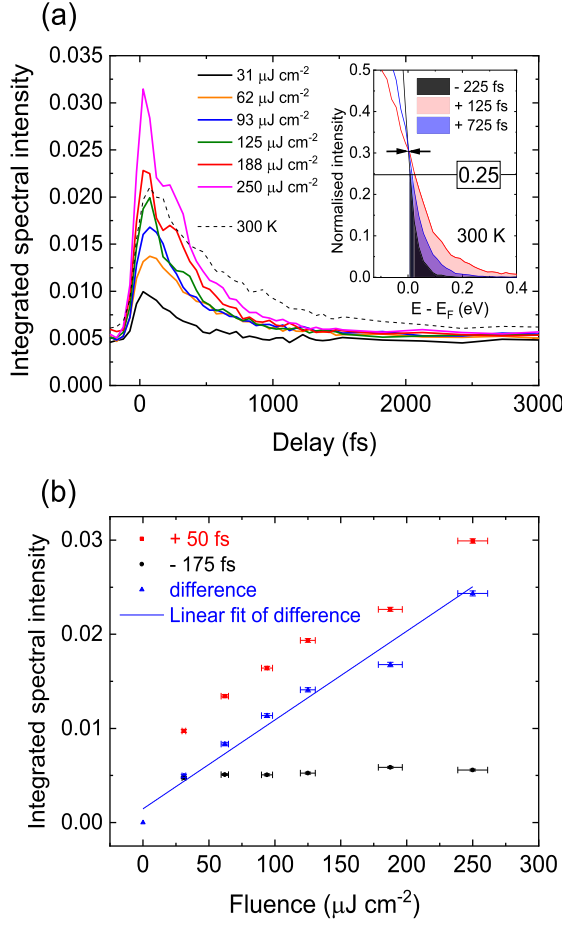 (a)
Integrated spectral intensity
0.035
0.030
0.025
0.020
0.015
0.010
0.005
0.000
31 μJ cm-2
62 μJ cm-2
93 μJ cm-2
125 μJ cm-2
188 μJ cm-2
250 μJ cm-2
300 K
Normalised intensity
0.5
0.4
0.3
0.2
0.1
0.0
- 225 fs
+ 125 fs
+ 725 fs
0.25
300 K
0.0 0.2 0.4
E - EF (eV)
0 1000 2000 3000
Delay (fs)
(b)
Integrated spectral intensity
0.03
0.02
0.01
0.00
+ 50 fs
- 175 fs
difference
Linear fit of difference
0 50 100 150 200 250 300
Fluence (μJ cm-2)